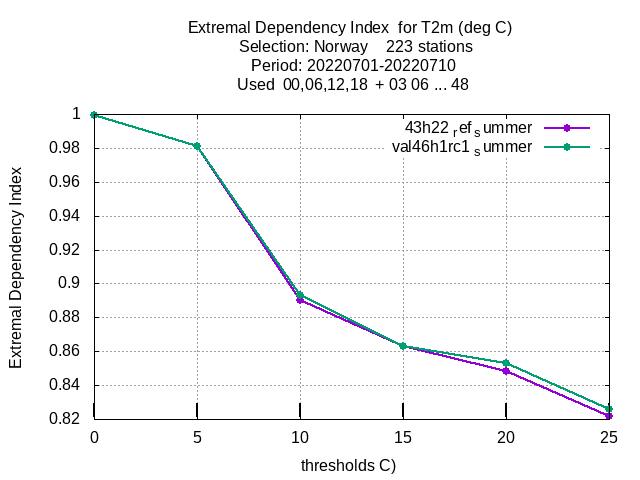 Extremal Dependency Index for T2m (deg C)
Selection: Norway 223 stations
Period: 20220701-20220710
Used 00,06,12,18 + 03 06 ... 48
43h22 ref summer
val46h1rc1 summer
1
0.98
0.96
0.94
0.92
0.9
0.88
0.86
0.84
0.82
Extremal Dependency Index
0 5 10 15 20 25
thresholds C)